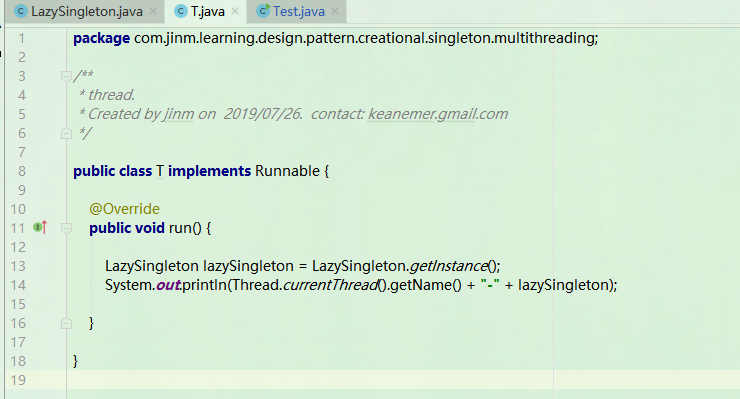 LazySingleton.java T.java Test.java
1 package com.jinm.learning.design.pattern.creational.singleton.multithreading;
2
3 /**
4 * thread.
5 * Created by jinm on 2019/07/26. contact: keanemer.gmail.com
6 */
7
8 public class T implements Runnable {
9
10 @Override
11 public void run() {
12
13 LazySingleton lazySingleton = LazySingleton.getInstance();
14 System.out.println(Thread.currentThread().getName() + "-" + lazySingleton);
15
16 }
17
18 }
19